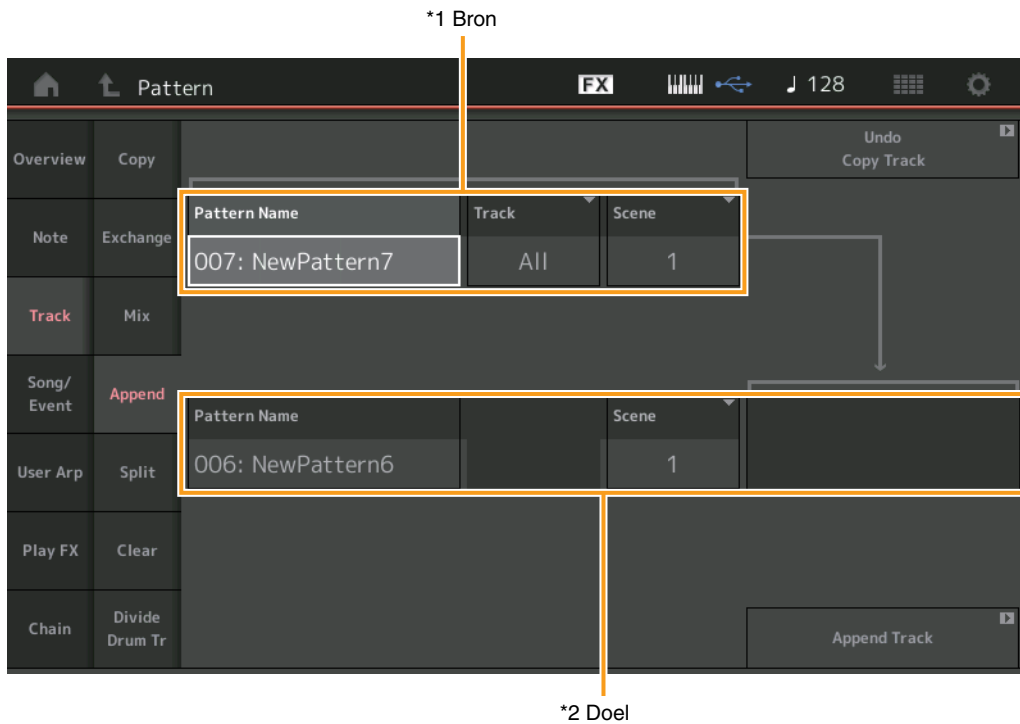 *1 Bron
Pattern
FX
♩ 128
Undo
Copy Track
Overview
Copy
Pattern Name
Track
Scene
Note
Exchange
007: NewPattern7
All
1
Track
Mix
Song/
Event
Append
Pattern Name
Scene
006: NewPattern6
1
User Arp
Split
Play FX
Clear
Chain
Divide
Drum Tr
Append Track
*2 Doel